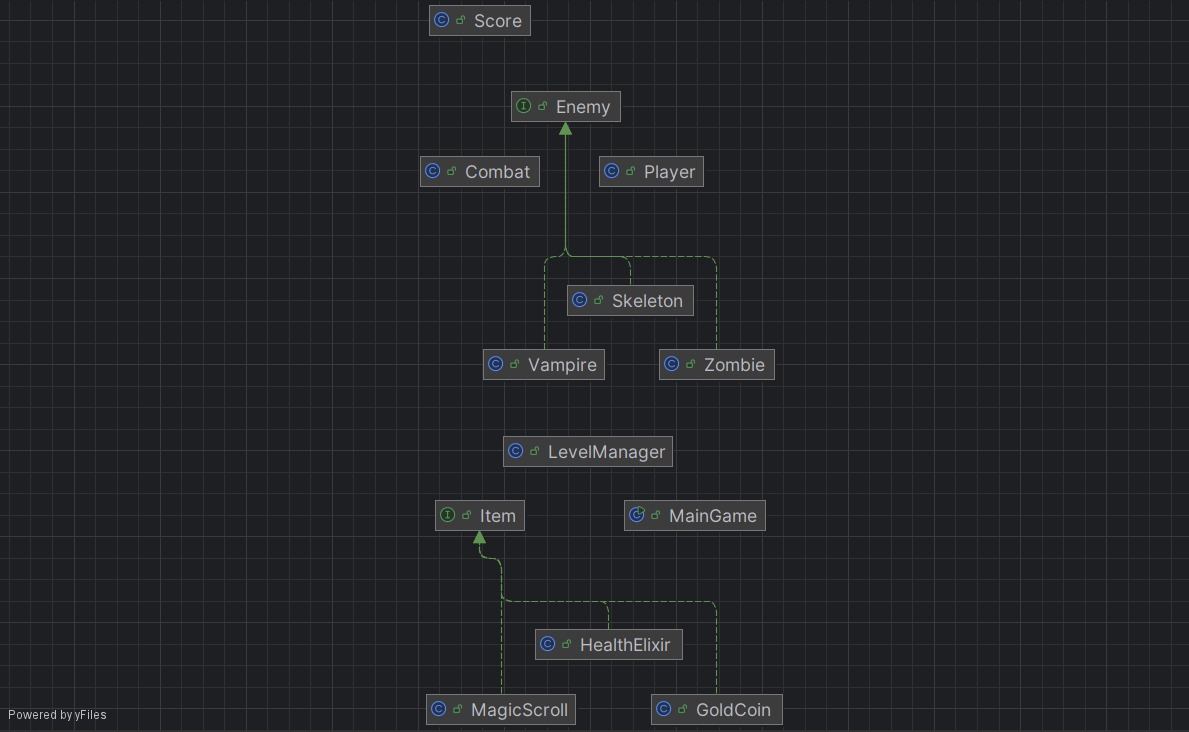 Score
Enemy
Combat
Player
Skeleton
Vampire
Zombie
LevelManager
Item
MainGame
HealthElixir
MagicScroll
GoldCoin
Powered by yFiles